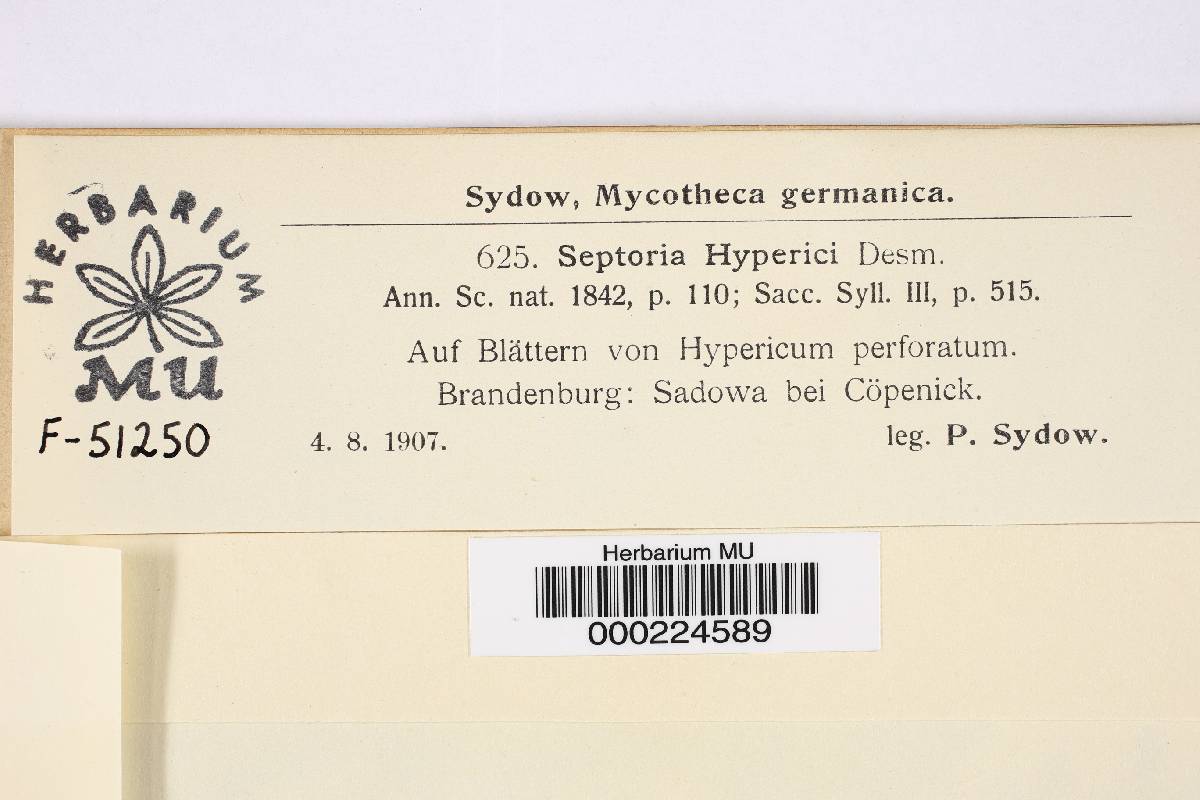 HERBARIUM
MU
F-51250
Sydow, Mycotheca germanica.
625. Septoria Hyperici Desm.
Ann. Sc. nat. 1842, p. 110; Sacc. Syll. III, p. 515.
Auf Blättern von Hypericum perforatum.
Brandenburg: Sadowa bei Cöpenick.
4. 8. 1907. leg. P. Sydow.
Herbarium MU
000224589